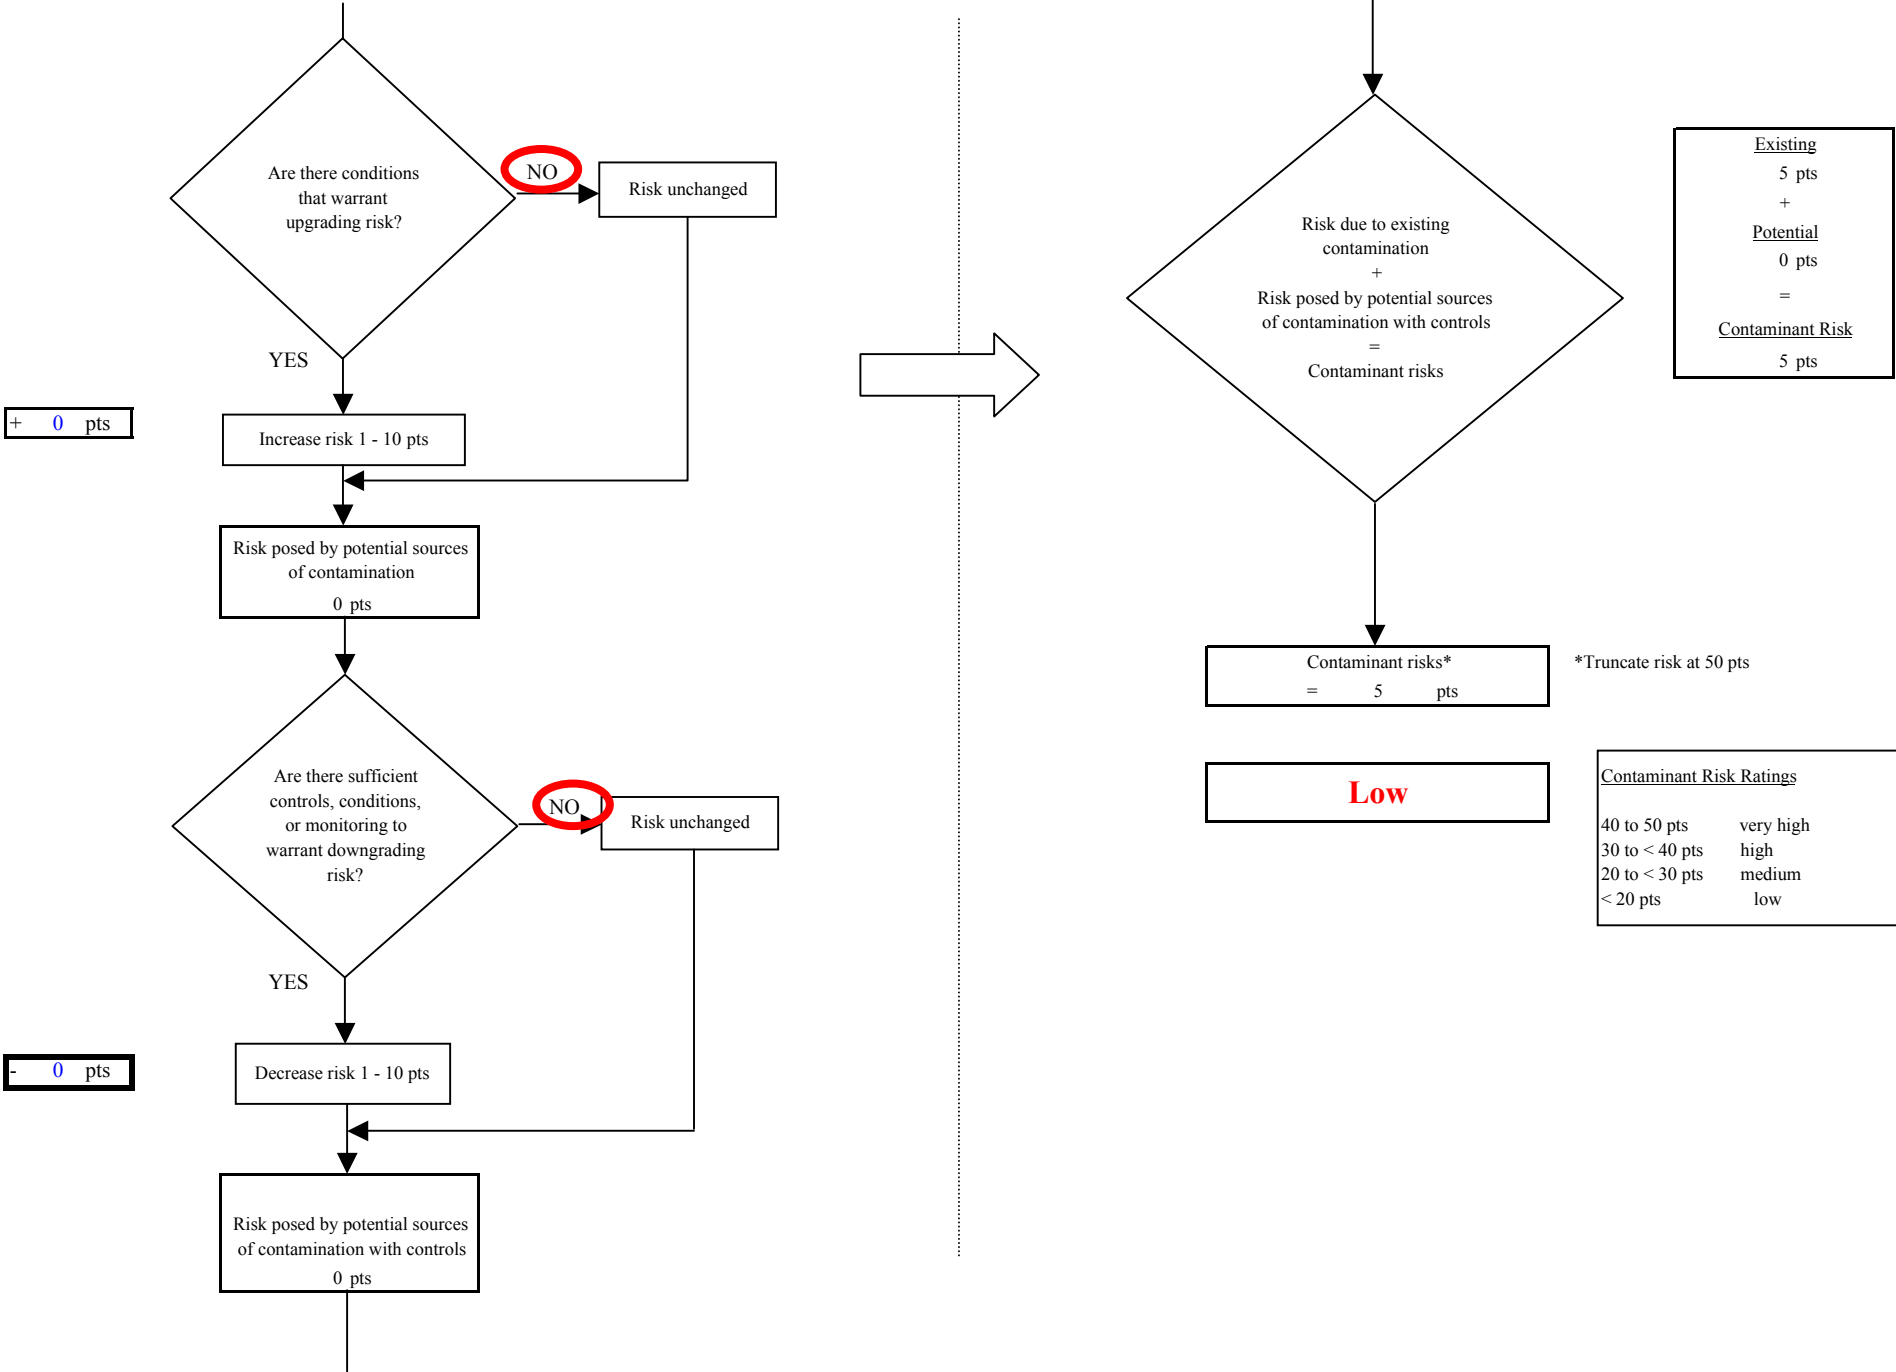 Are there conditions
that warrant
upgrading risk?
NO
Risk unchanged
YES
+ 0 pts
Increase risk 1 - 10 pts
Risk posed by potential sources
of contamination
0 pts
Are there sufficient
controls, conditions,
or monitoring to
warrant downgrading
risk?
NO
Risk unchanged
YES
- 0 pts
Decrease risk 1 - 10 pts
Risk posed by potential sources
of contamination with controls
0 pts
Risk due to existing
contamination
+
Risk posed by potential sources
of contamination with controls
=
Contaminant risks
Existing
5 pts
+
Potential
0 pts
=
Contaminant Risk
5 pts
Contaminant risks*
= 5 pts
*Truncate risk at 50 pts
Low
Contaminant Risk Ratings
40 to 50 pts very high
30 to < 40 pts high
20 to < 30 pts medium
< 20 pts low